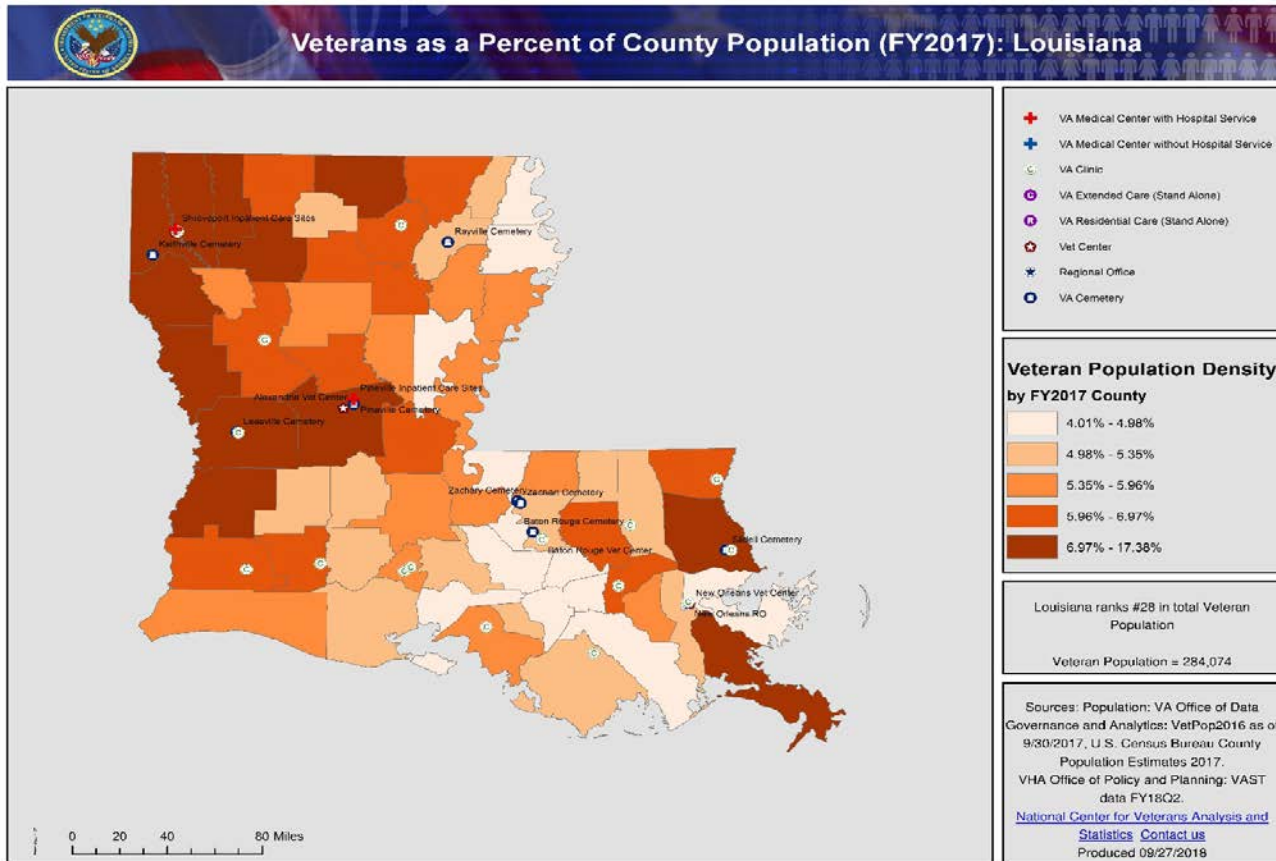 Veterans as a Percent of County Population (FY2017): Louisiana
VA Medical Center with Hospital Service
VA Medical Center without Hospital Service
VA Clinic
VA Extended Care (Stand Alone)
VA Residential Care (Stand Alone)
Vet Center
Regional Office
VA Cemetery
Shreveport Inpatient Care Sites
Keithville Cemetery
Rayville Cemetery
Pineville Inpatient Care Sites
Alexandria Vet Center
Pineville Cemetery
Leesville Cemetery
Zachary Cemetery
Zachary Cemetery
Baton Rouge Cemetery
Baton Rouge Vet Center
Slidell Cemetery
New Orleans Vet Center
New Orleans RO
Veteran Population Density
by FY2017 County
4.01% - 4.98%
4.98% - 5.35%
5.35% - 5.96%
5.96% - 6.97%
6.97% - 17.38%
Louisiana ranks #28 in total Veteran
Population
Veteran Population = 284,074
Sources: Population: VA Office of Data
Governance and Analytics: VetPop2016 as of
9/30/2017, U.S. Census Bureau County
Population Estimates 2017.
VHA Office of Policy and Planning: VAST
data FY18Q2.
National Center for Veterans Analysis and
Statistics Contact us
Produced 09/27/2018
0 20 40 80 Miles